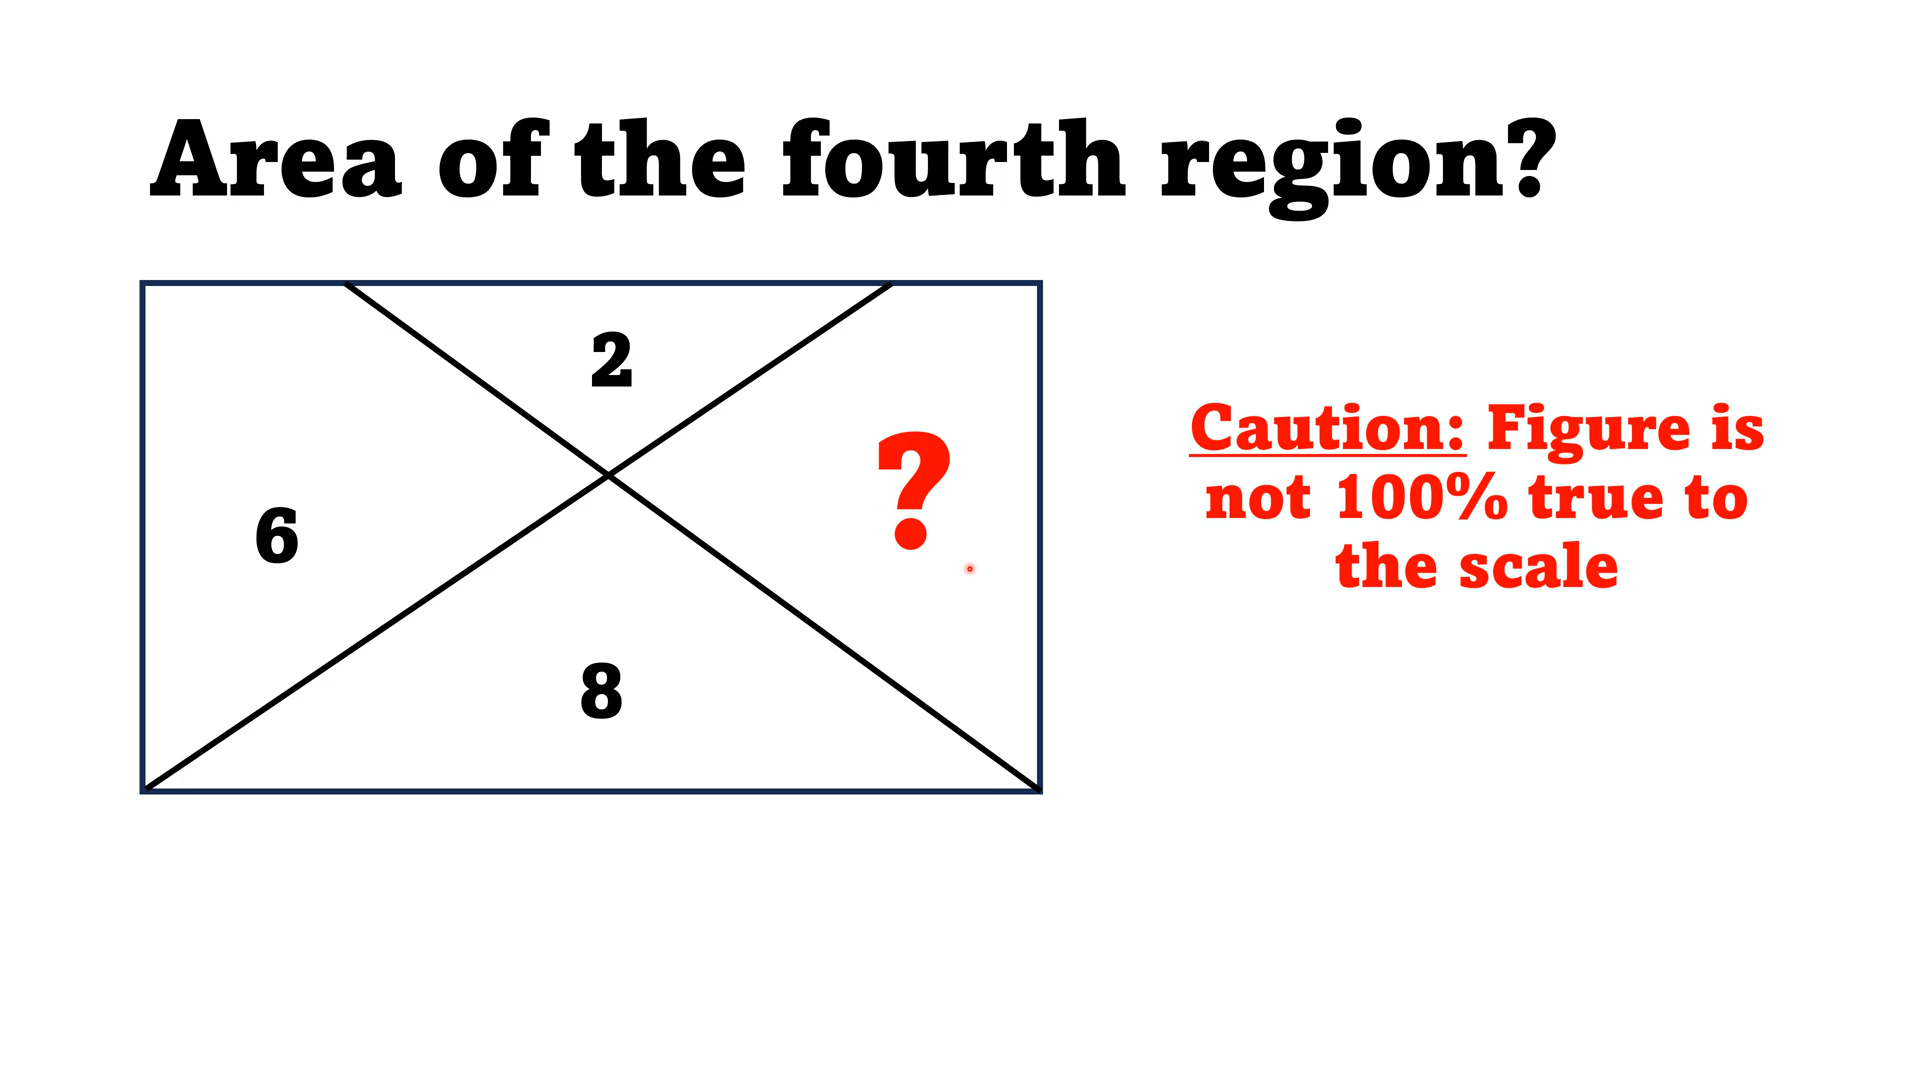 Area of the fourth region?
2
?
6
8
Caution: Figure is
not 100% true to
the scale